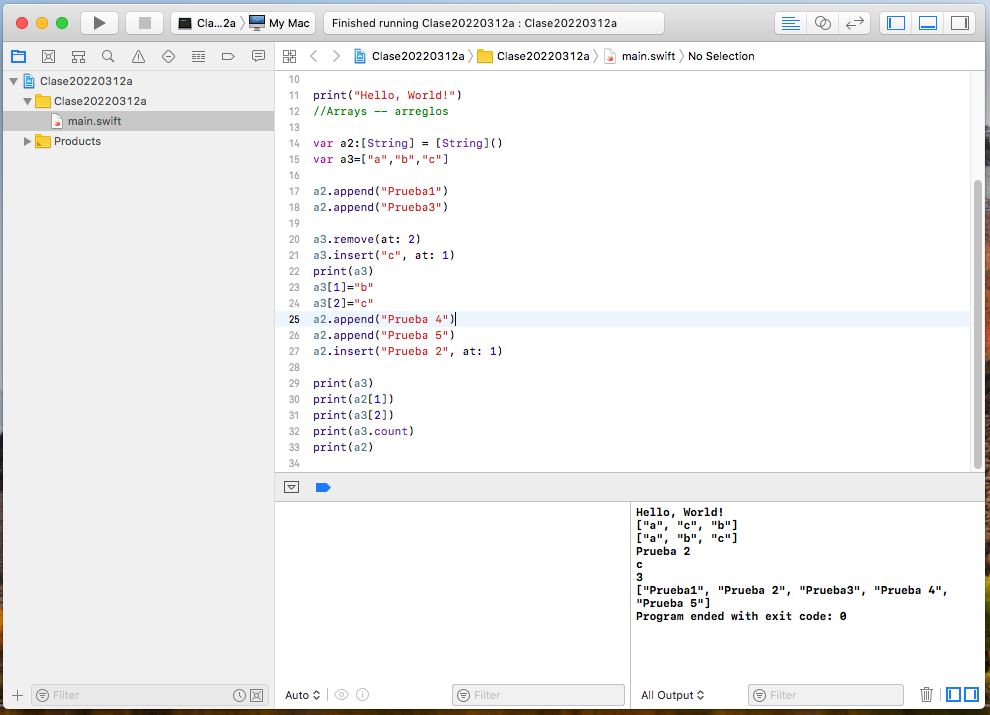 Cla...2a 〉 My Mac
Finished running Clase20220312a : Clase20220312a
Clase20220312a 〉 Clase20220312a 〉 main.swift 〉 No Selection
Clase20220312a
Clase20220312a
main.swift
Products
10
11 print("Hello, World!")
12 //Arrays -- arreglos
13
14 var a2:[String] = [String]()
15 var a3=["a","b","c"]
16
17 a2.append("Prueba1")
18 a2.append("Prueba3")
19
20 a3.remove(at: 2)
21 a3.insert("c", at: 1)
22 print(a3)
23 a3[1]="b"
24 a3[2]="c"
25 a2.append("Prueba 4")
26 a2.append("Prueba 5")
27 a2.insert("Prueba 2", at: 1)
28
29 print(a3)
30 print(a2[1])
31 print(a3[2])
32 print(a3.count)
33 print(a2)
34
Hello, World!
["a", "c", "b"]
["a", "b", "c"]
Prueba 2
c
3
["Prueba1", "Prueba 2", "Prueba3", "Prueba 4",
"Prueba 5"]
Program ended with exit code: 0
Filter
Auto
Filter
All Output
Filter